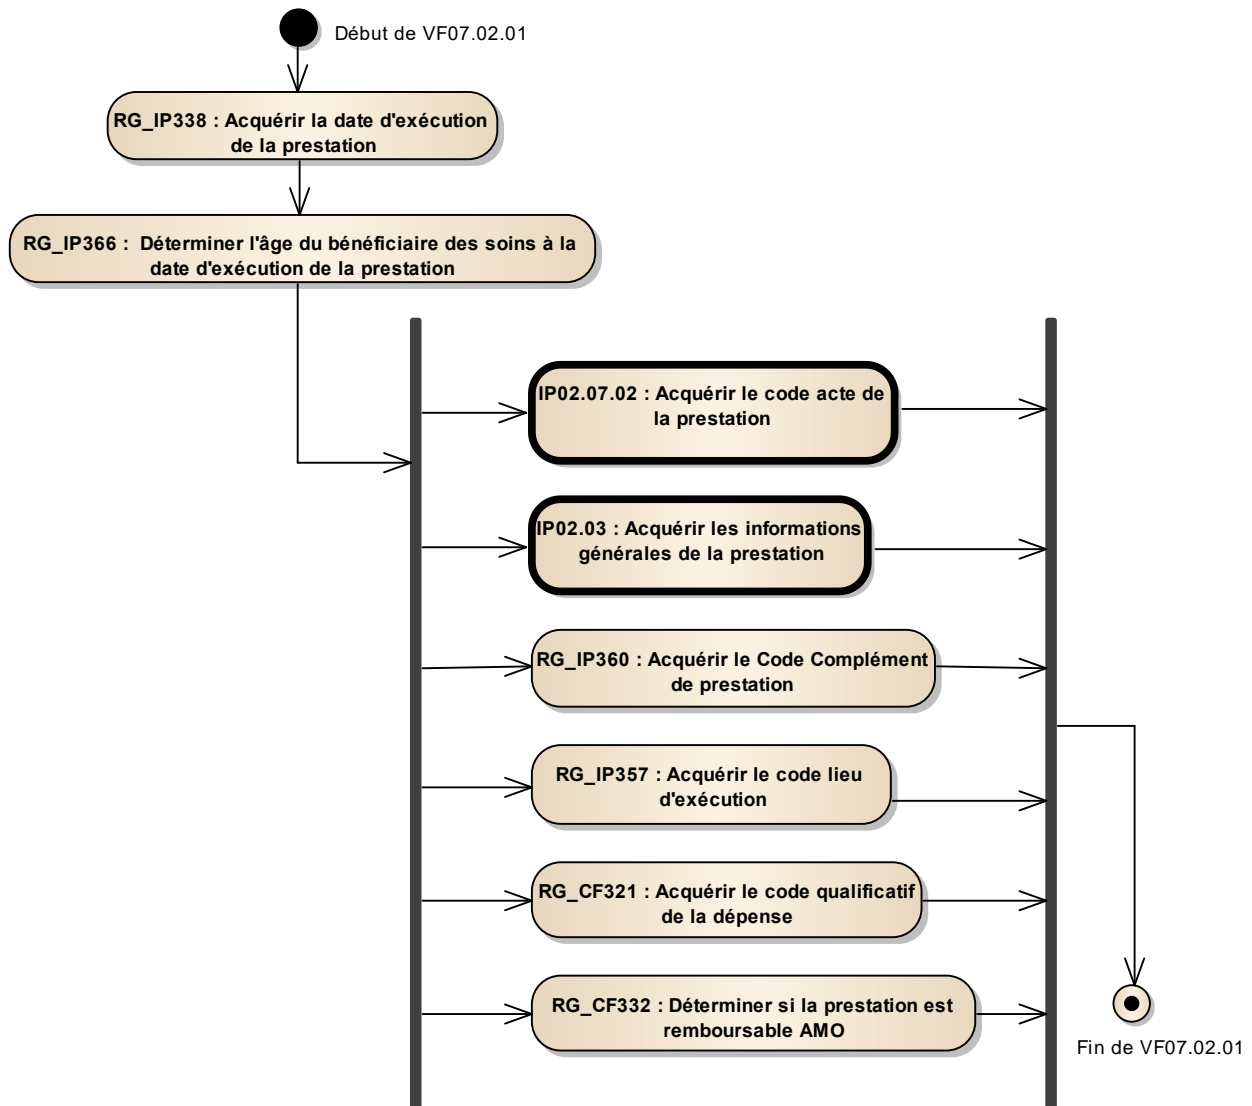 Début de VF07.02.01
RG_IP338 : Acquérir la date d'exécution
de la prestation
RG_IP366 :  Déterminer l'âge du bénéficiaire des soins à la
date d'exécution de la prestation
IP02.07.02 : Acquérir le code acte de
la prestation
IP02.03 : Acquérir les informations
générales de la prestation
RG_IP360 : Acquérir le Code Complément
de prestation
RG_IP357 : Acquérir le code lieu
d'exécution
RG_CF321 : Acquérir le code qualificatif
de la dépense
RG_CF332 : Déterminer si la prestation est
remboursable AMO
Fin de VF07.02.01